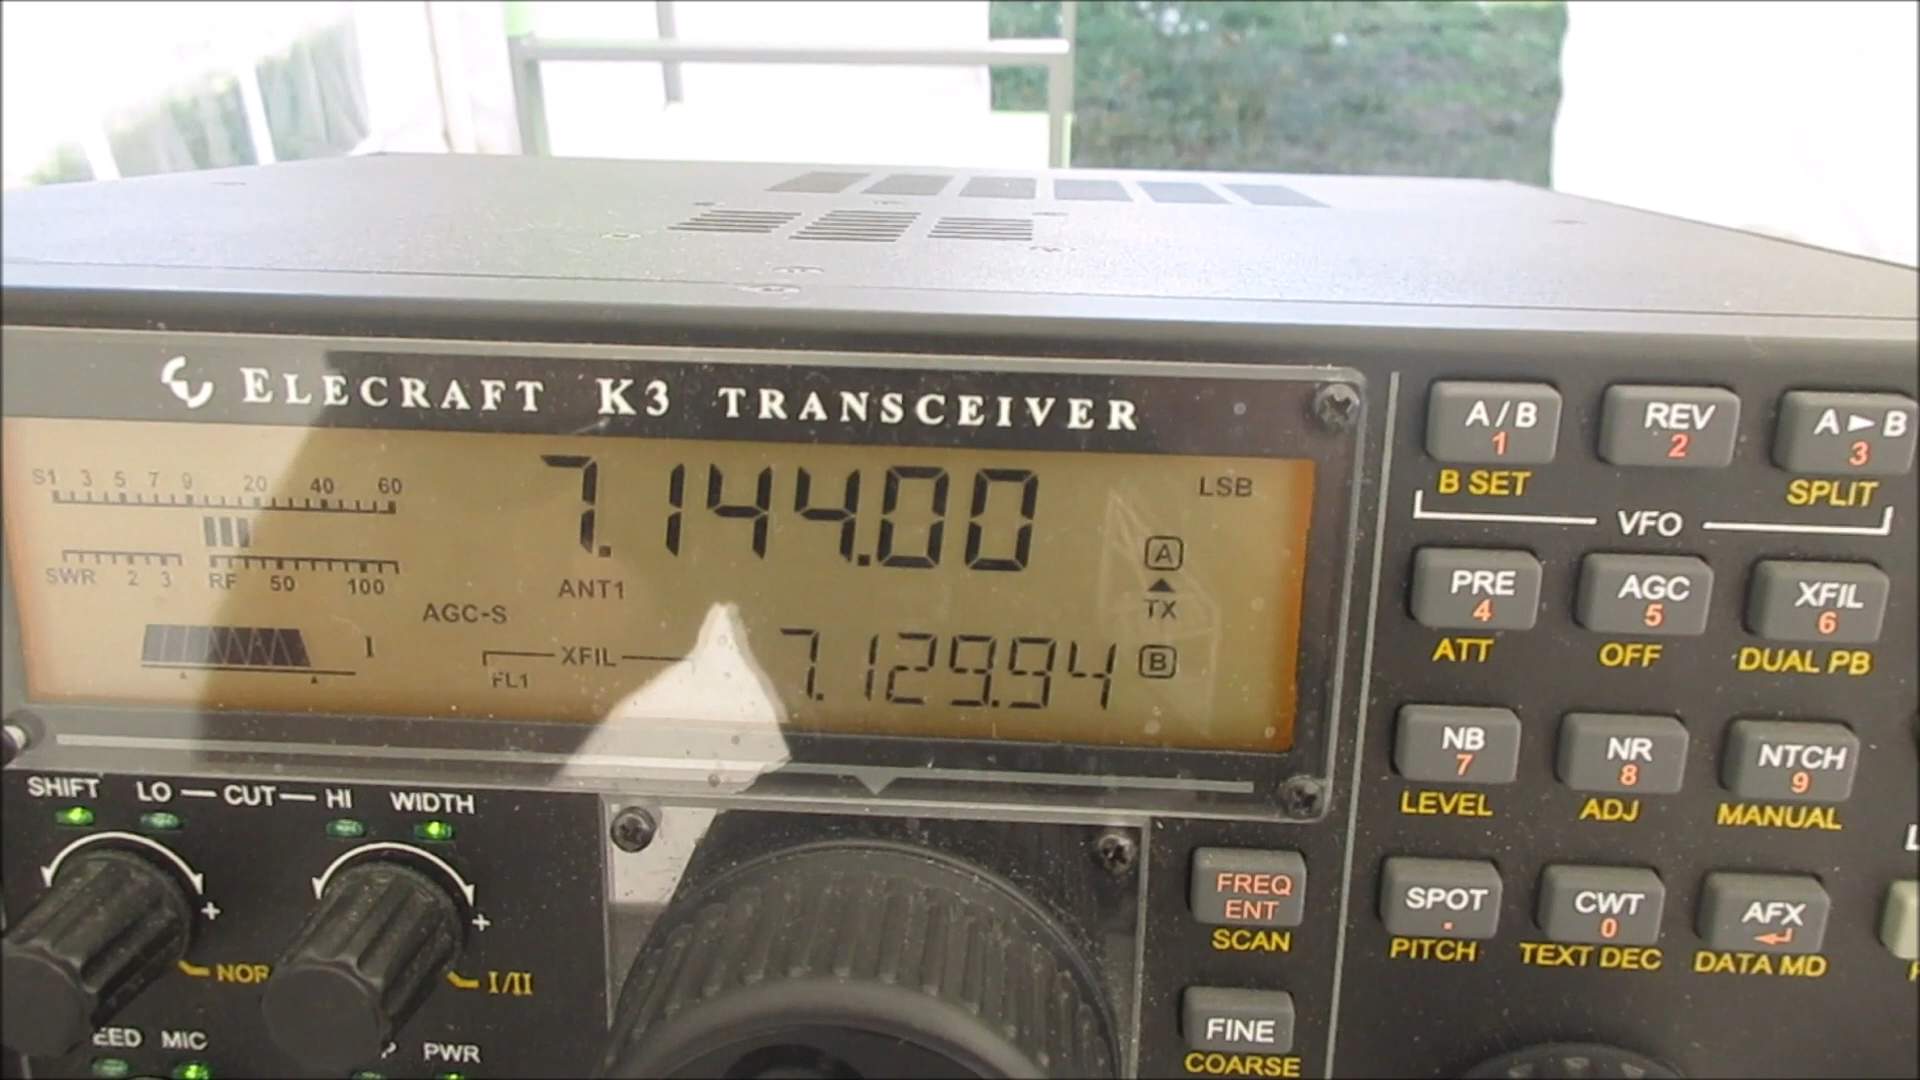 ELECRAFT K3 TRANSCEIVER
S1 3 5 7 9 20 40 60
SWR 2 3 RF 50 100
7.144.00
LSB
A
TX
ANT1
AGC-S
I
XFIL
FL1
7.129.94
B
A / B
1
B SET
REV
2
A ► B
3
SPLIT
VFO
PRE
4
ATT
AGC
5
OFF
XFIL
6
DUAL PB
NB
7
LEVEL
NR
8
ADJ
NTCH
9
MANUAL
SPOT
.
PITCH
CWT
0
TEXT DEC
AFX
DATA MD
SHIFT LO CUT HI WIDTH
+ +
NOR I/II
EED MIC PWR
FREQ
ENT
SCAN
FINE
COARSE